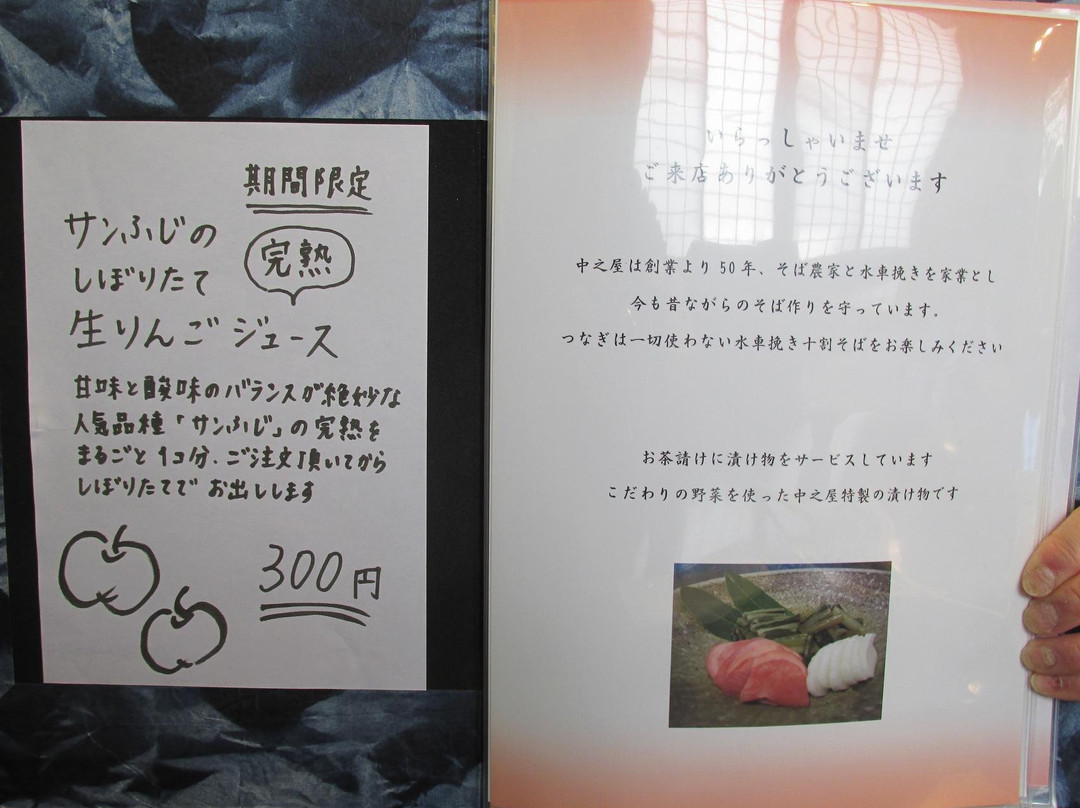 期間限定
サンふじの
完熟
しぼりたて
生りんごジュース
甘味と酸味のバランスが絶妙な
人気品種「サンふじ」の完熟を
まるごと1コ分、ご注文頂いてから
しぼりたてで お出しします
300円
いらっしゃいませ
ご来店ありがとうございます
中之屋は創業より50年、そば農家と水車挽きを家業とし
今も昔ながらのそば作りを守っています。
つなぎは一切使わない水車挽き十割そばをお楽しみください
お茶請けに漬け物をサービスしています
こだわりの野菜を使った中之屋特製の漬け物です